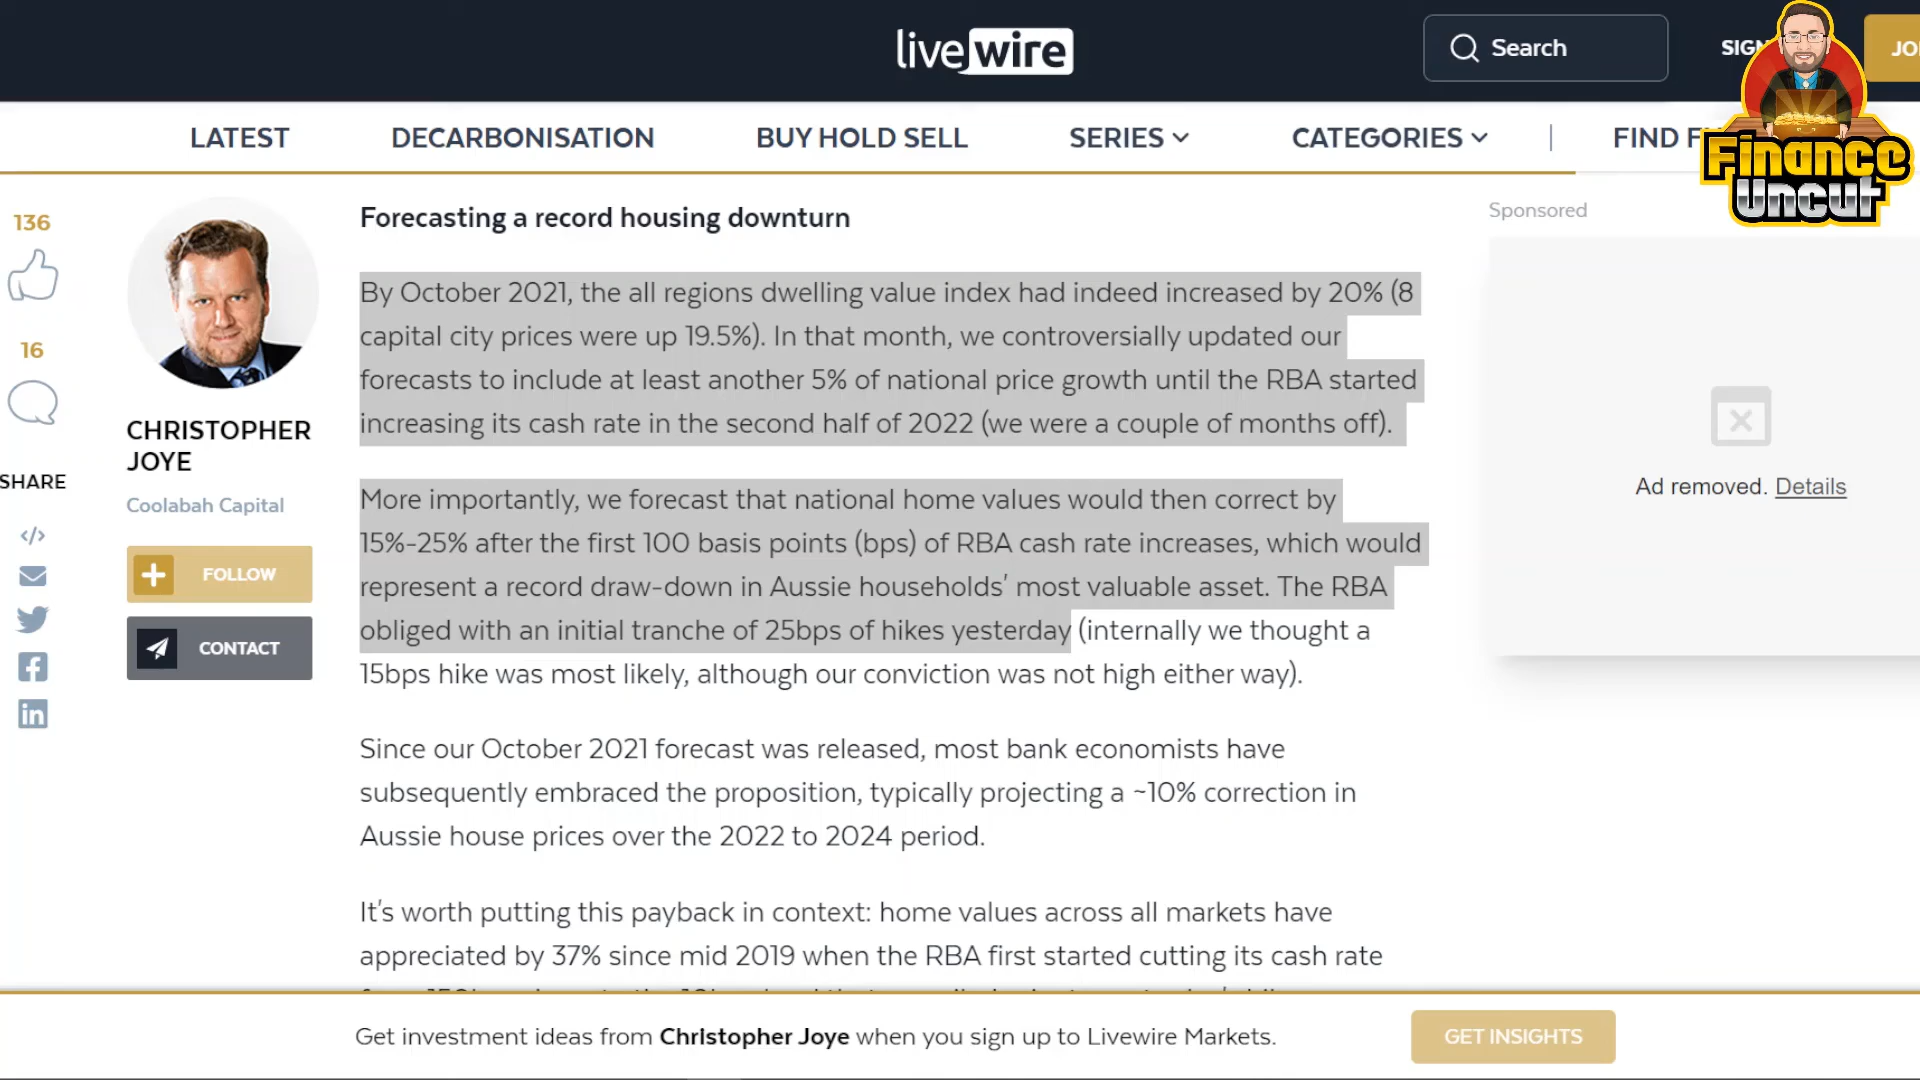 livewire
Search
SIGN
JOI
LATEST
DECARBONISATION
BUY HOLD SELL
SERIES
CATEGORIES
FIND
Finance
Uncut
136
16
SHARE
CHRISTOPHER
JOYE
Coolabah Capital
FOLLOW
CONTACT
Forecasting a record housing downturn
By October 2021, the all regions dwelling value index had indeed increased by 20% (8
capital city prices were up 19.5%). In that month, we controversially updated our
forecasts to include at least another 5% of national price growth until the RBA started
increasing its cash rate in the second half of 2022 (we were a couple of months off).
More importantly, we forecast that national home values would then correct by
15%-25% after the first 100 basis points (bps) of RBA cash rate increases, which would
represent a record draw-down in Aussie households' most valuable asset. The RBA
obliged with an initial tranche of 25bps of hikes yesterday (internally we thought a
15bps hike was most likely, although our conviction was not high either way).
Since our October 2021 forecast was released, most bank economists have
subsequently embraced the proposition, typically projecting a ~10% correction in
Aussie house prices over the 2022 to 2024 period.
It's worth putting this payback in context: home values across all markets have
appreciated by 37% since mid 2019 when the RBA first started cutting its cash rate
Sponsored
Ad removed. Details
Get investment ideas from Christopher Joye when you sign up to Livewire Markets.
GET INSIGHTS